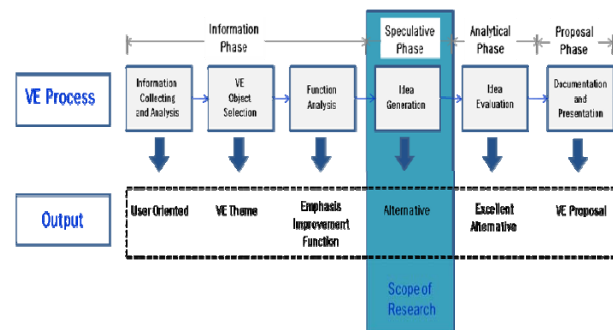 Information
Phase
Speculative
Phase
Analytical
Phase
Proposal
Phase
VE Process
Information
Collecting
and Analysis
VE
Object
Selection
Function
Analysis
Idea
Generation
Idea
Evaluation
Documentation
and
Presentation
Output
User Oriented
VE Theme
Emphasis
Improvement
Function
Alternative
Excellent
Alternative
VE Proposal
Scope of
Research